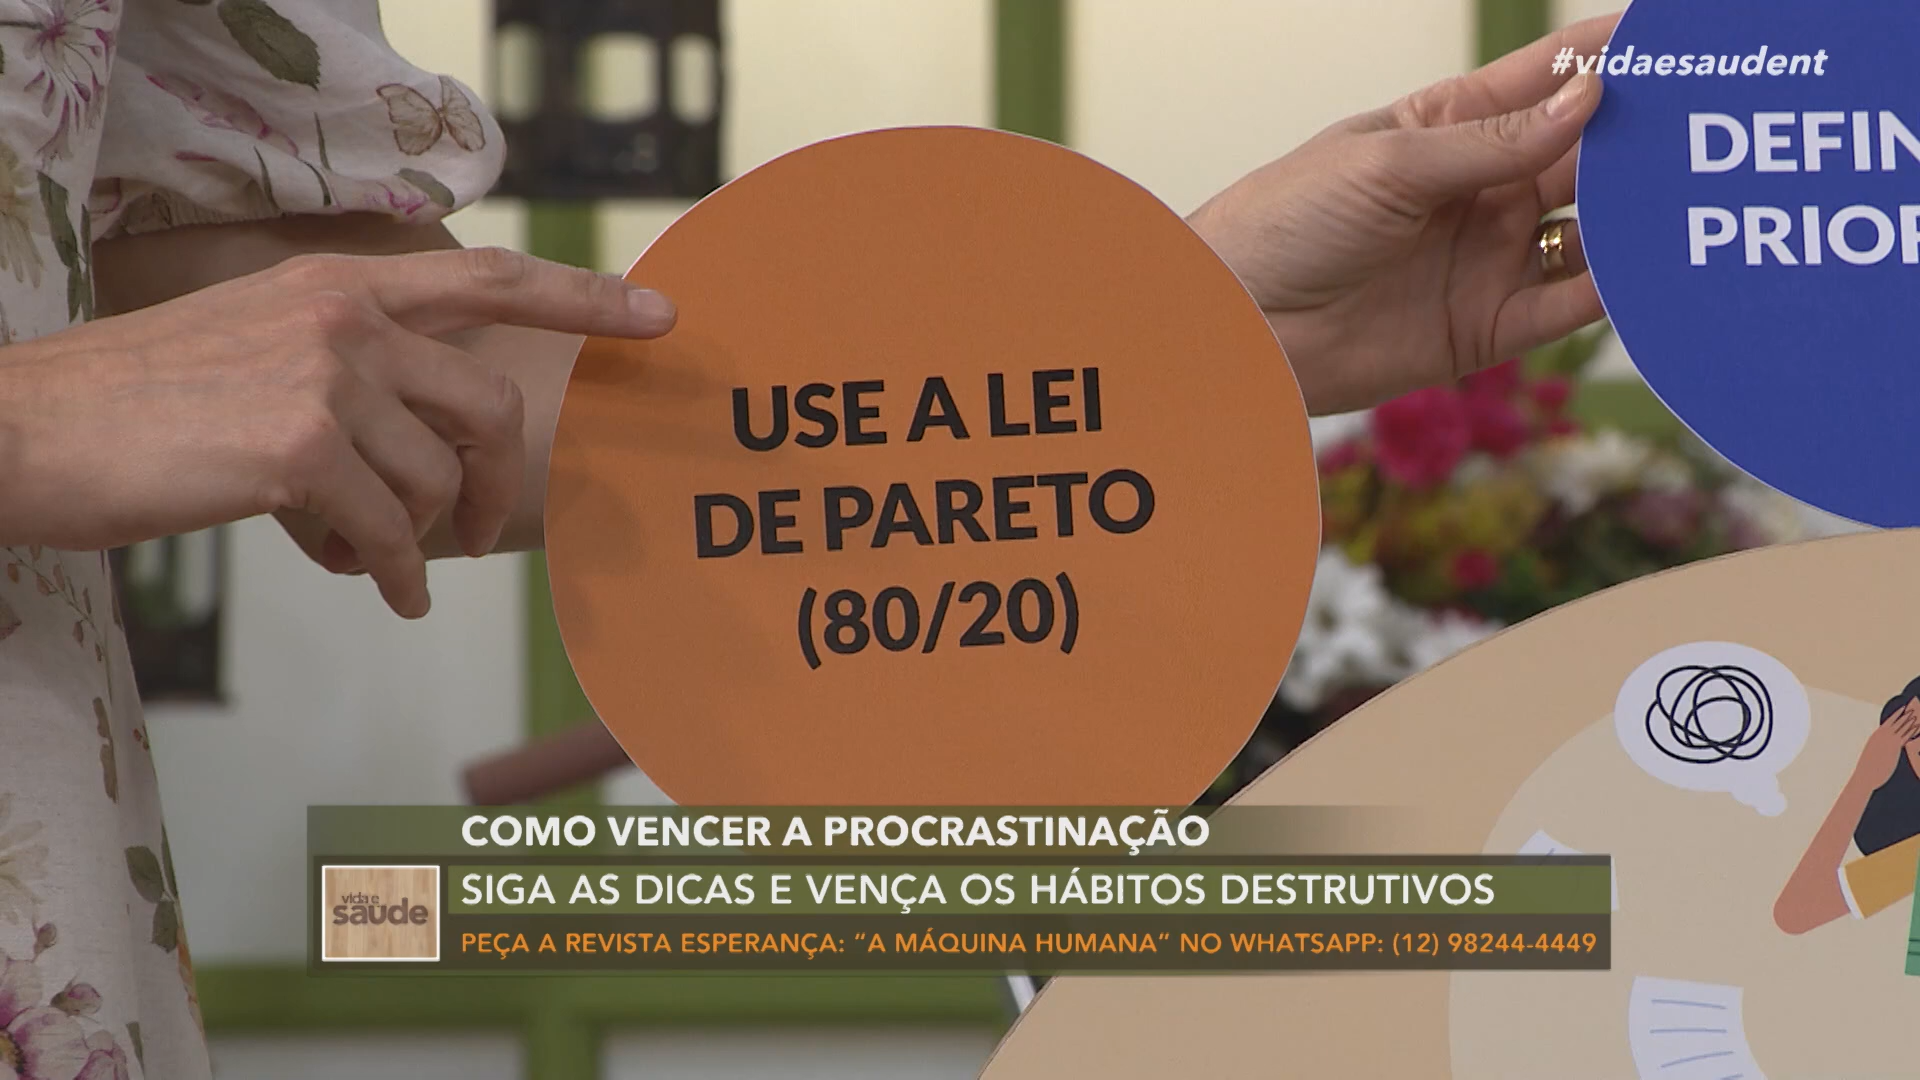 #vidaesaudent
DEFIN
PRIOR
USE A LEI
DE PARETO
(80/20)
COMO VENCER A PROCRASTINAÇÃO
vida e
saúde
SIGA AS DICAS E VENÇA OS HÁBITOS DESTRUTIVOS
PEÇA A REVISTA ESPERANÇA: “A MÁQUINA HUMANA” NO WHATSAPP: (12) 98244-4449